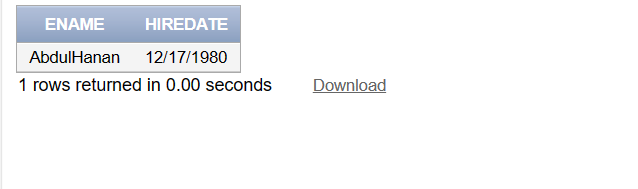 ENAME HIREDATE
AbdulHanan 12/17/1980
1 rows returned in 0.00 seconds Download